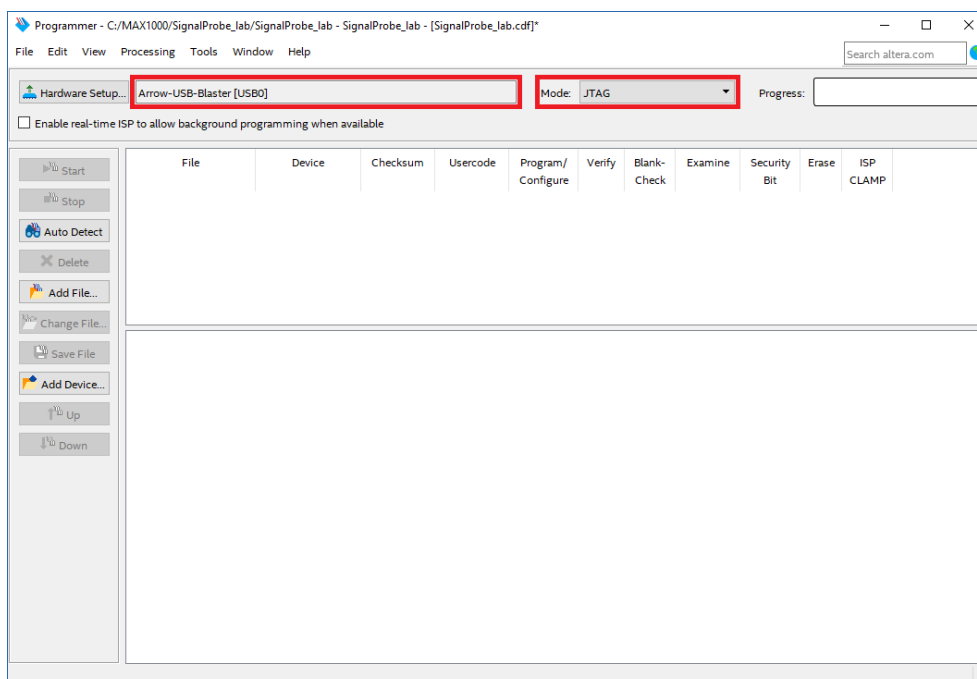 Programmer - C:/MAX1000/SignalProbe_lab/SignalProbe_lab - SignalProbe_lab - [SignalProbe_lab.cdf]*
File Edit View Processing Tools Window Help
Search altera.com
Hardware Setup... Arrow-USB-Blaster [USB0] Mode: JTAG Progress:
Enable real-time ISP to allow background programming when available
Start
Stop
Auto Detect
Delete
Add File...
Change File...
Save File
Add Device...
Up
Down
File Device Checksum Usercode Program/ Verify Blank- Examine Security Erase ISP
Configure Check Bit CLAMP